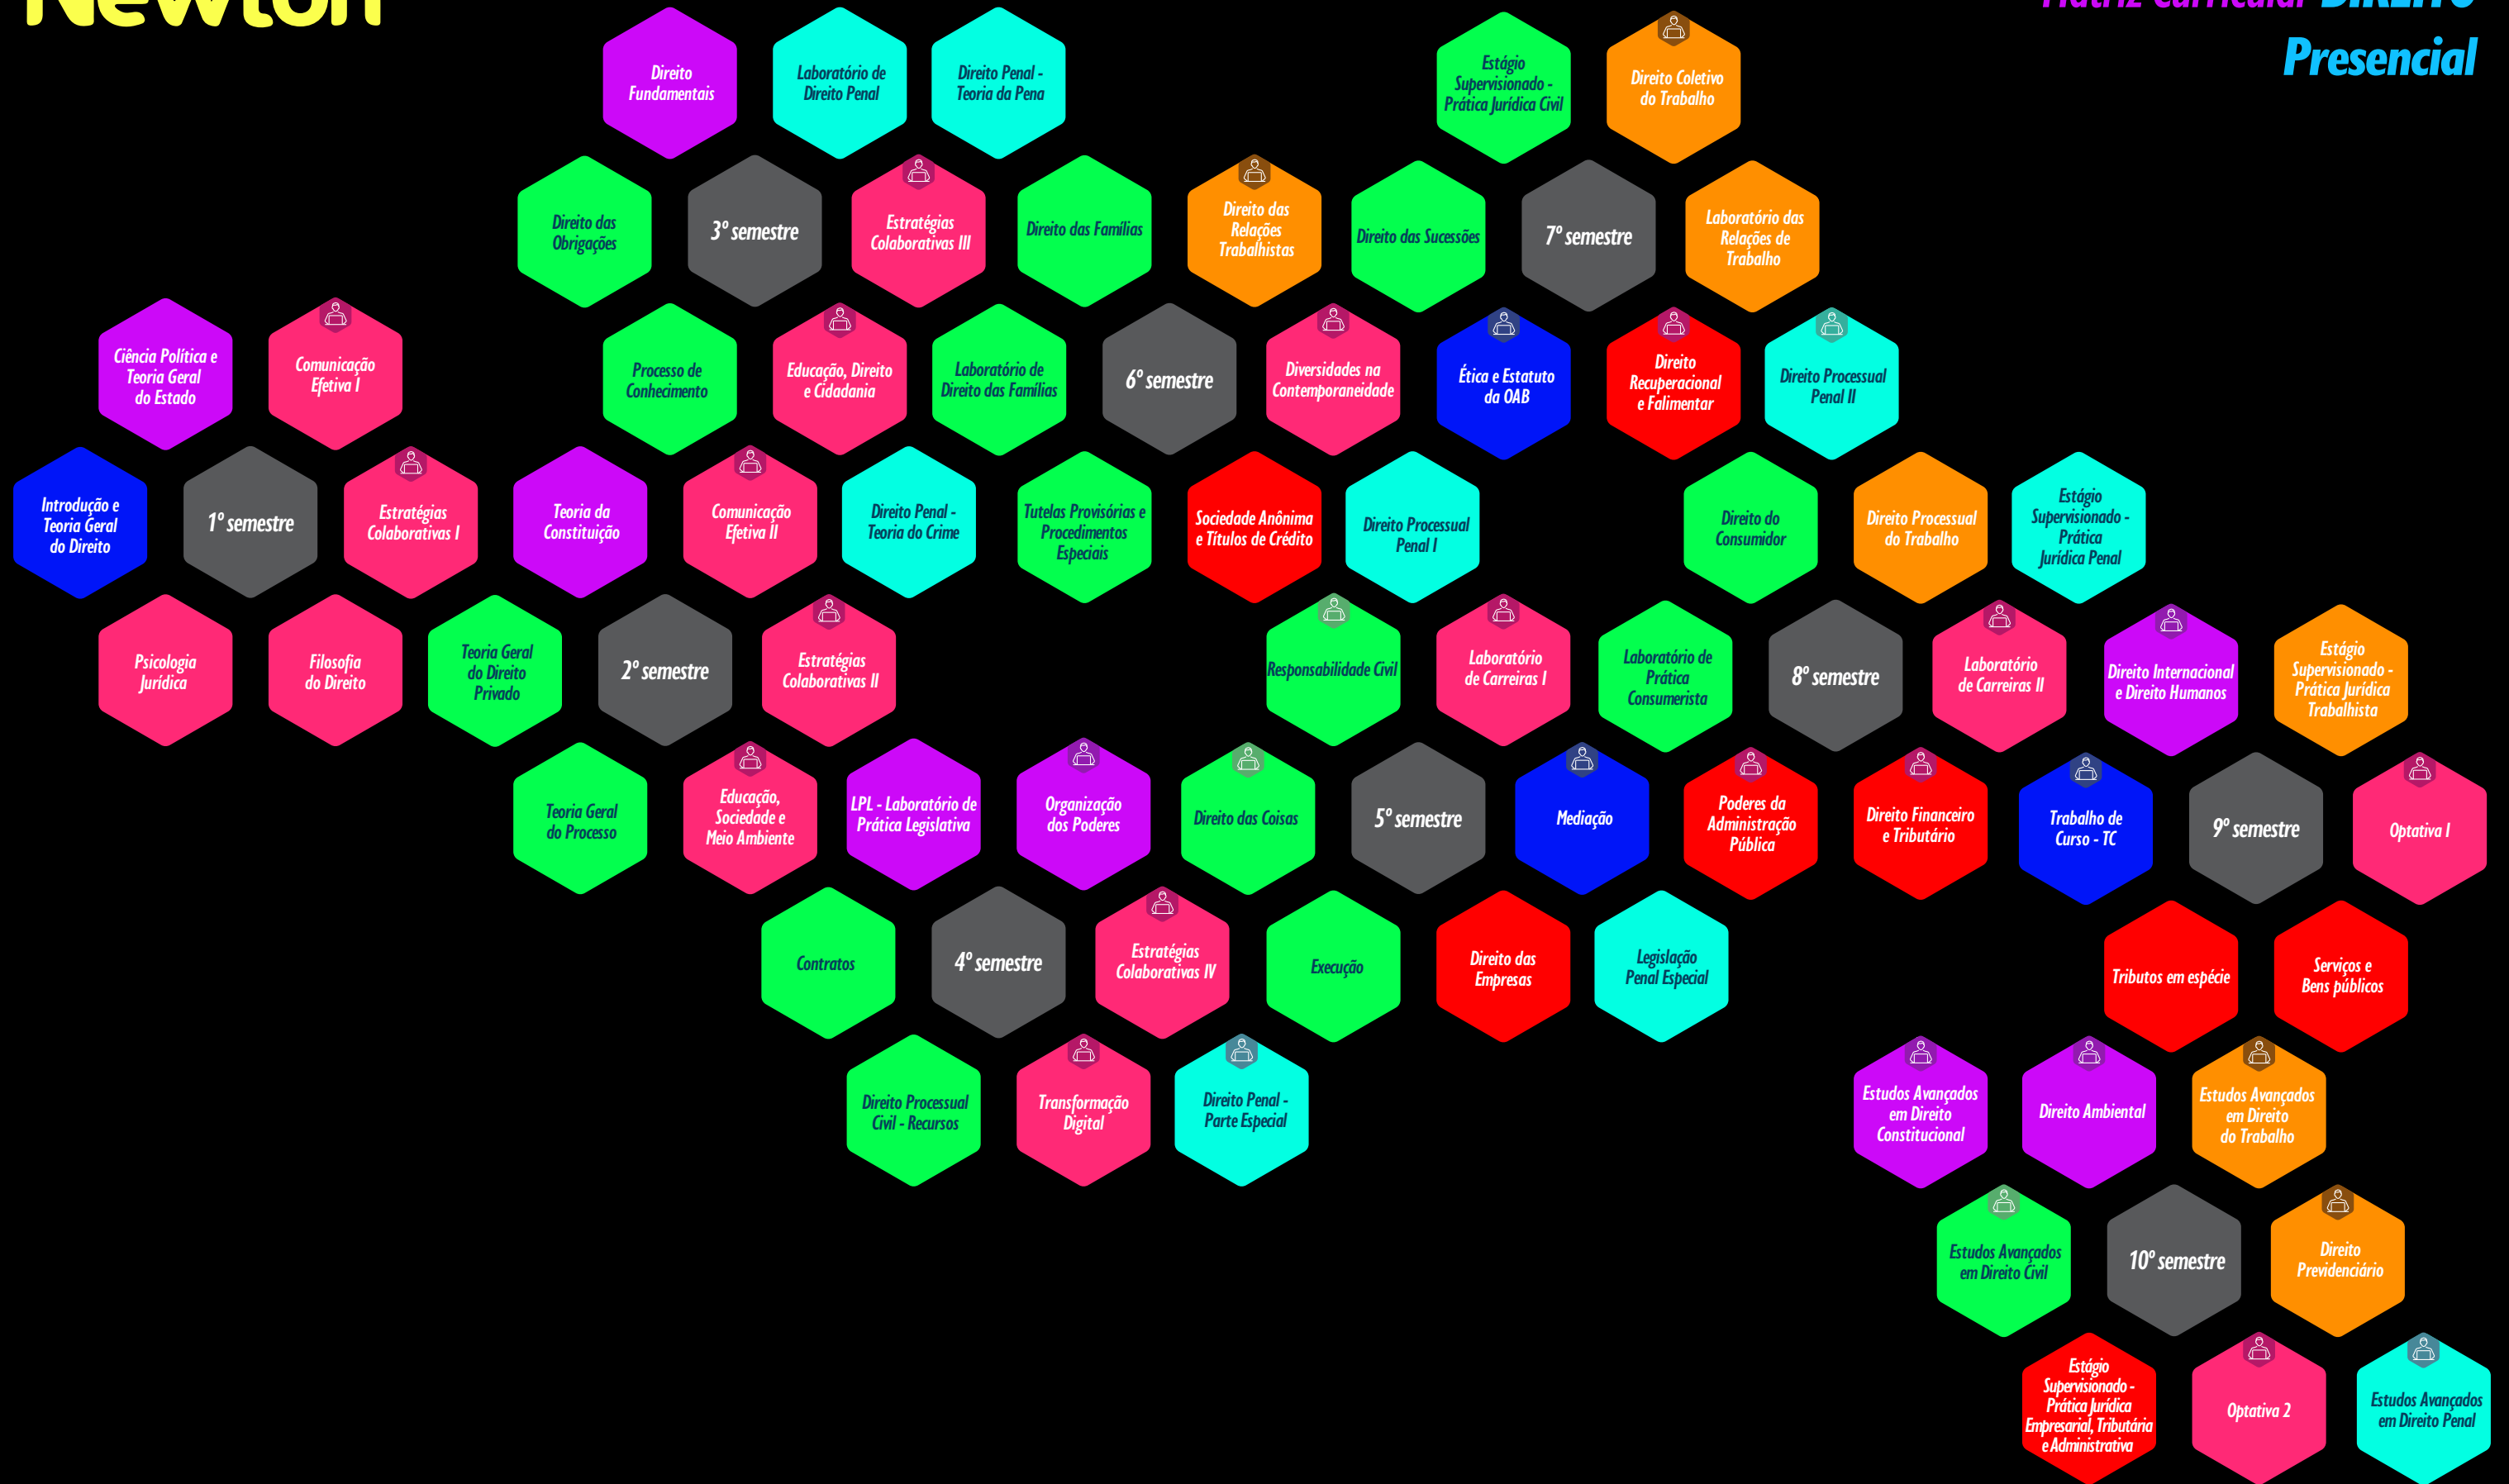 Newton
Matriz Curricular DIREITO
Presencial
Direito
Fundamentais
Laboratório de
Direito Penal
Direito Penal -
Teoria da Pena
Estágio
Supervisionado -
Prática Jurídica Civil
Direito Coletivo
do Trabalho
Direito das
Obrigações
3º semestre
Estratégias
Colaborativas III
Direito das Famílias
Direito das
Relações
Trabalhistas
Direito das Sucessões
7º semestre
Laboratório das
Relações de
Trabalho
Ciência Política e
Teoria Geral
do Estado
Comunicação
Efetiva I
Processo de
Conhecimento
Educação, Direito
e Cidadania
Laboratório de
Direito das Famílias
6º semestre
Diversidades na
Contemporaneidade
Ética e Estatuto
da OAB
Direito
Recuperacional
e Falimentar
Direito Processual
Penal II
Introdução e
Teoria Geral
do Direito
1º semestre
Estratégias
Colaborativas I
Teoria da
Constituição
Comunicação
Efetiva II
Direito Penal -
Teoria do Crime
Tutelas Provisórias e
Procedimentos
Especiais
Sociedade Anônima
e Títulos de Crédito
Direito Processual
Penal I
Direito do
Consumidor
Direito Processual
do Trabalho
Estágio
Supervisionado -
Prática
Jurídica Penal
Psicologia
Jurídica
Filosofia
do Direito
Teoria Geral
do Direito
Privado
2º semestre
Estratégias
Colaborativas II
Responsabilidade Civil
Laboratório
de Carreiras I
Laboratório de
Prática
Consumerista
8º semestre
Laboratório
de Carreiras II
Direito Internacional
e Direito Humanos
Estágio
Supervisionado -
Prática Jurídica
Trabalhista
Teoria Geral
do Processo
Educação,
Sociedade e
Meio Ambiente
LPL - Laboratório de
Prática Legislativa
Organização
dos Poderes
Direito das Coisas
5º semestre
Mediação
Poderes da
Administração
Pública
Direito Financeiro
e Tributário
Trabalho de
Curso - TC
9º semestre
Optativa I
Contratos
4º semestre
Estratégias
Colaborativas IV
Execução
Direito das
Empresas
Legislação
Penal Especial
Tributos em espécie
Serviços e
Bens públicos
Direito Processual
Civil - Recursos
Transformação
Digital
Direito Penal -
Parte Especial
Estudos Avançados
em Direito
Constitucional
Direito Ambiental
Estudos Avançados
em Direito
do Trabalho
Estudos Avançados
em Direito Civil
10º semestre
Direito
Previdenciário
Estágio
Supervisionado -
Prática Jurídica
Empresarial, Tributária
e Administrativa
Optativa 2
Estudos Avançados
em Direito Penal